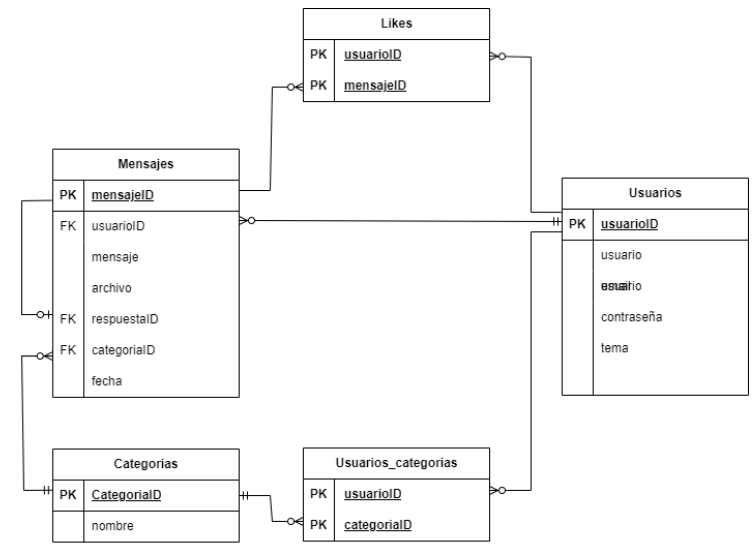 Likes
PK usuarioID
PK mensajeID
Mensajes
PK mensajeID
FK usuarioID
mensaje
archivo
FK respuestaID
FK categoriaID
fecha
Usuarios
PK usuarioID
usuario
contraseña
tema
Categorias
PK CategoriaID
nombre
Usuarios_categorias
PK usuarioID
PK categoriaID